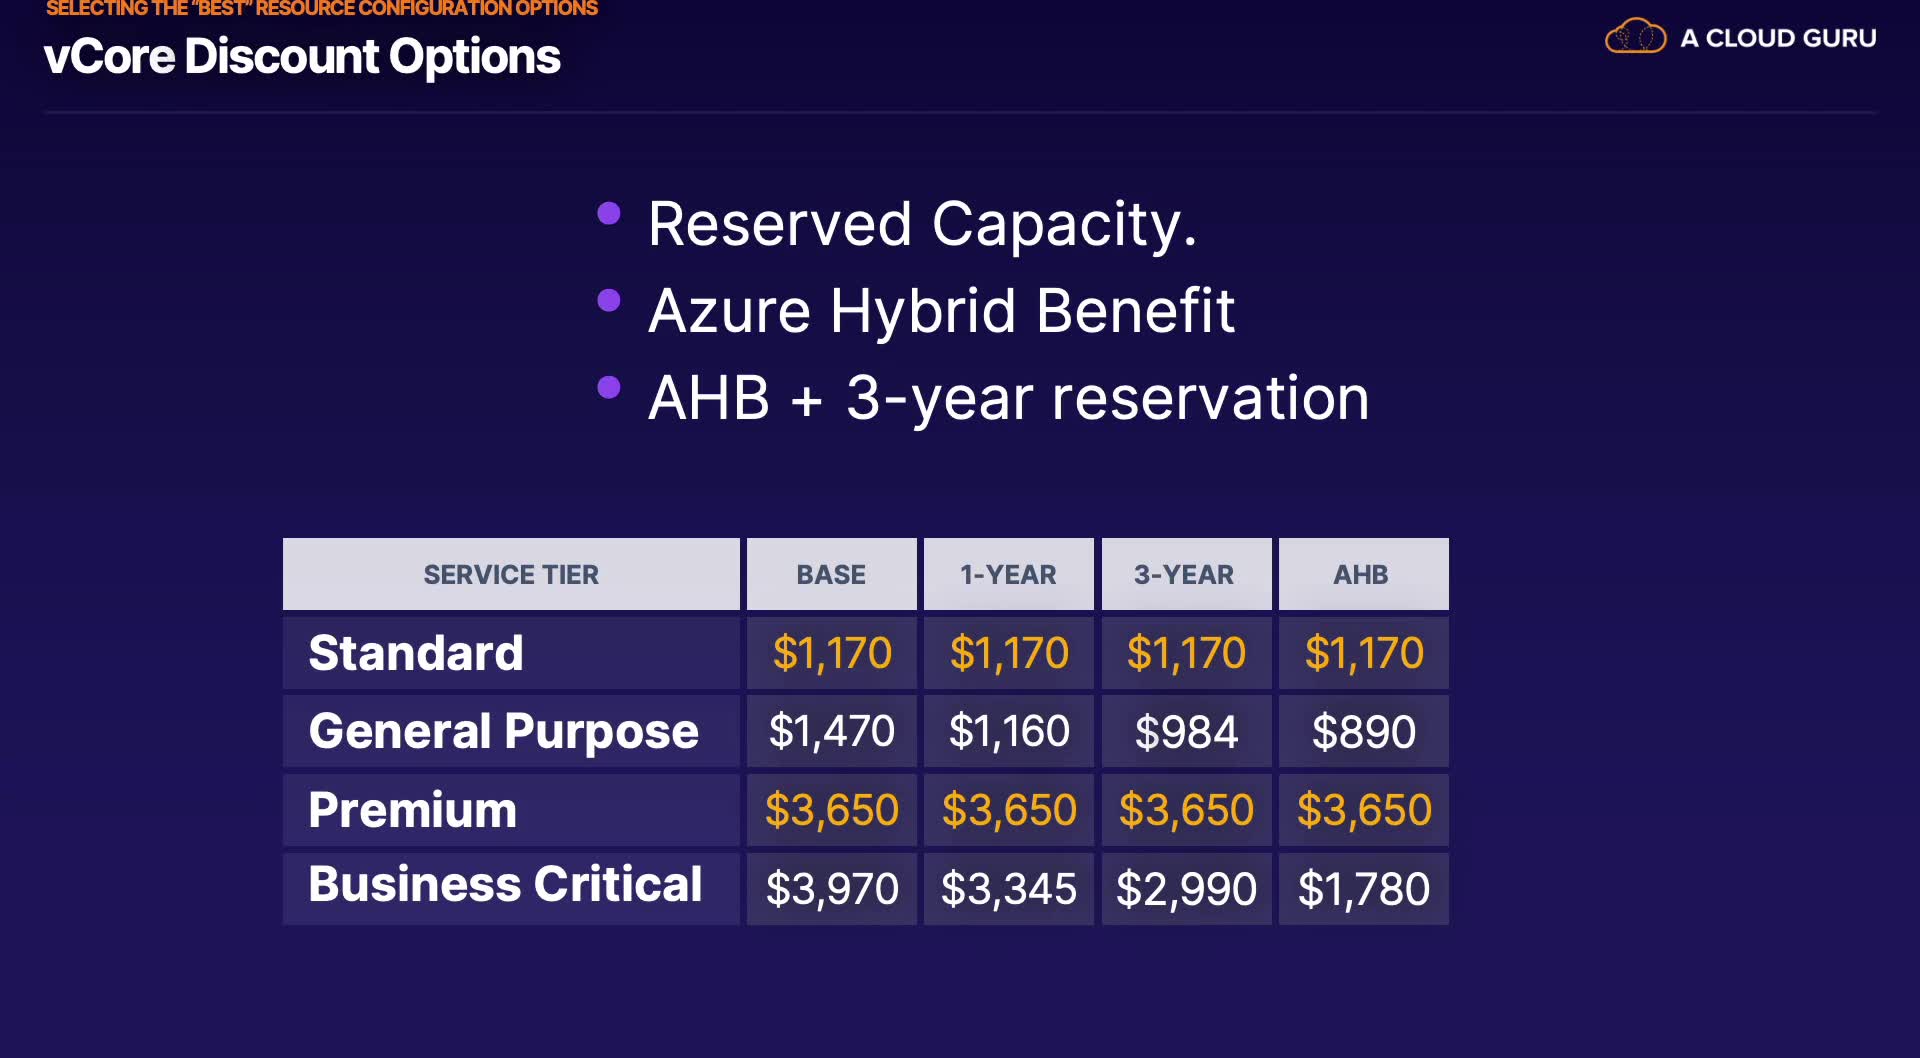 SELECTING THE “BEST” RESOURCE CONFIGURATION OPTIONS
vCore Discount Options
A CLOUD GURU
• Reserved Capacity.
• Azure Hybrid Benefit
• AHB + 3-year reservation
SERVICE TIER BASE 1-YEAR 3-YEAR AHB
Standard $1,170 $1,170 $1,170 $1,170
General Purpose $1,470 $1,160 $984 $890
Premium $3,650 $3,650 $3,650 $3,650
Business Critical $3,970 $3,345 $2,990 $1,780